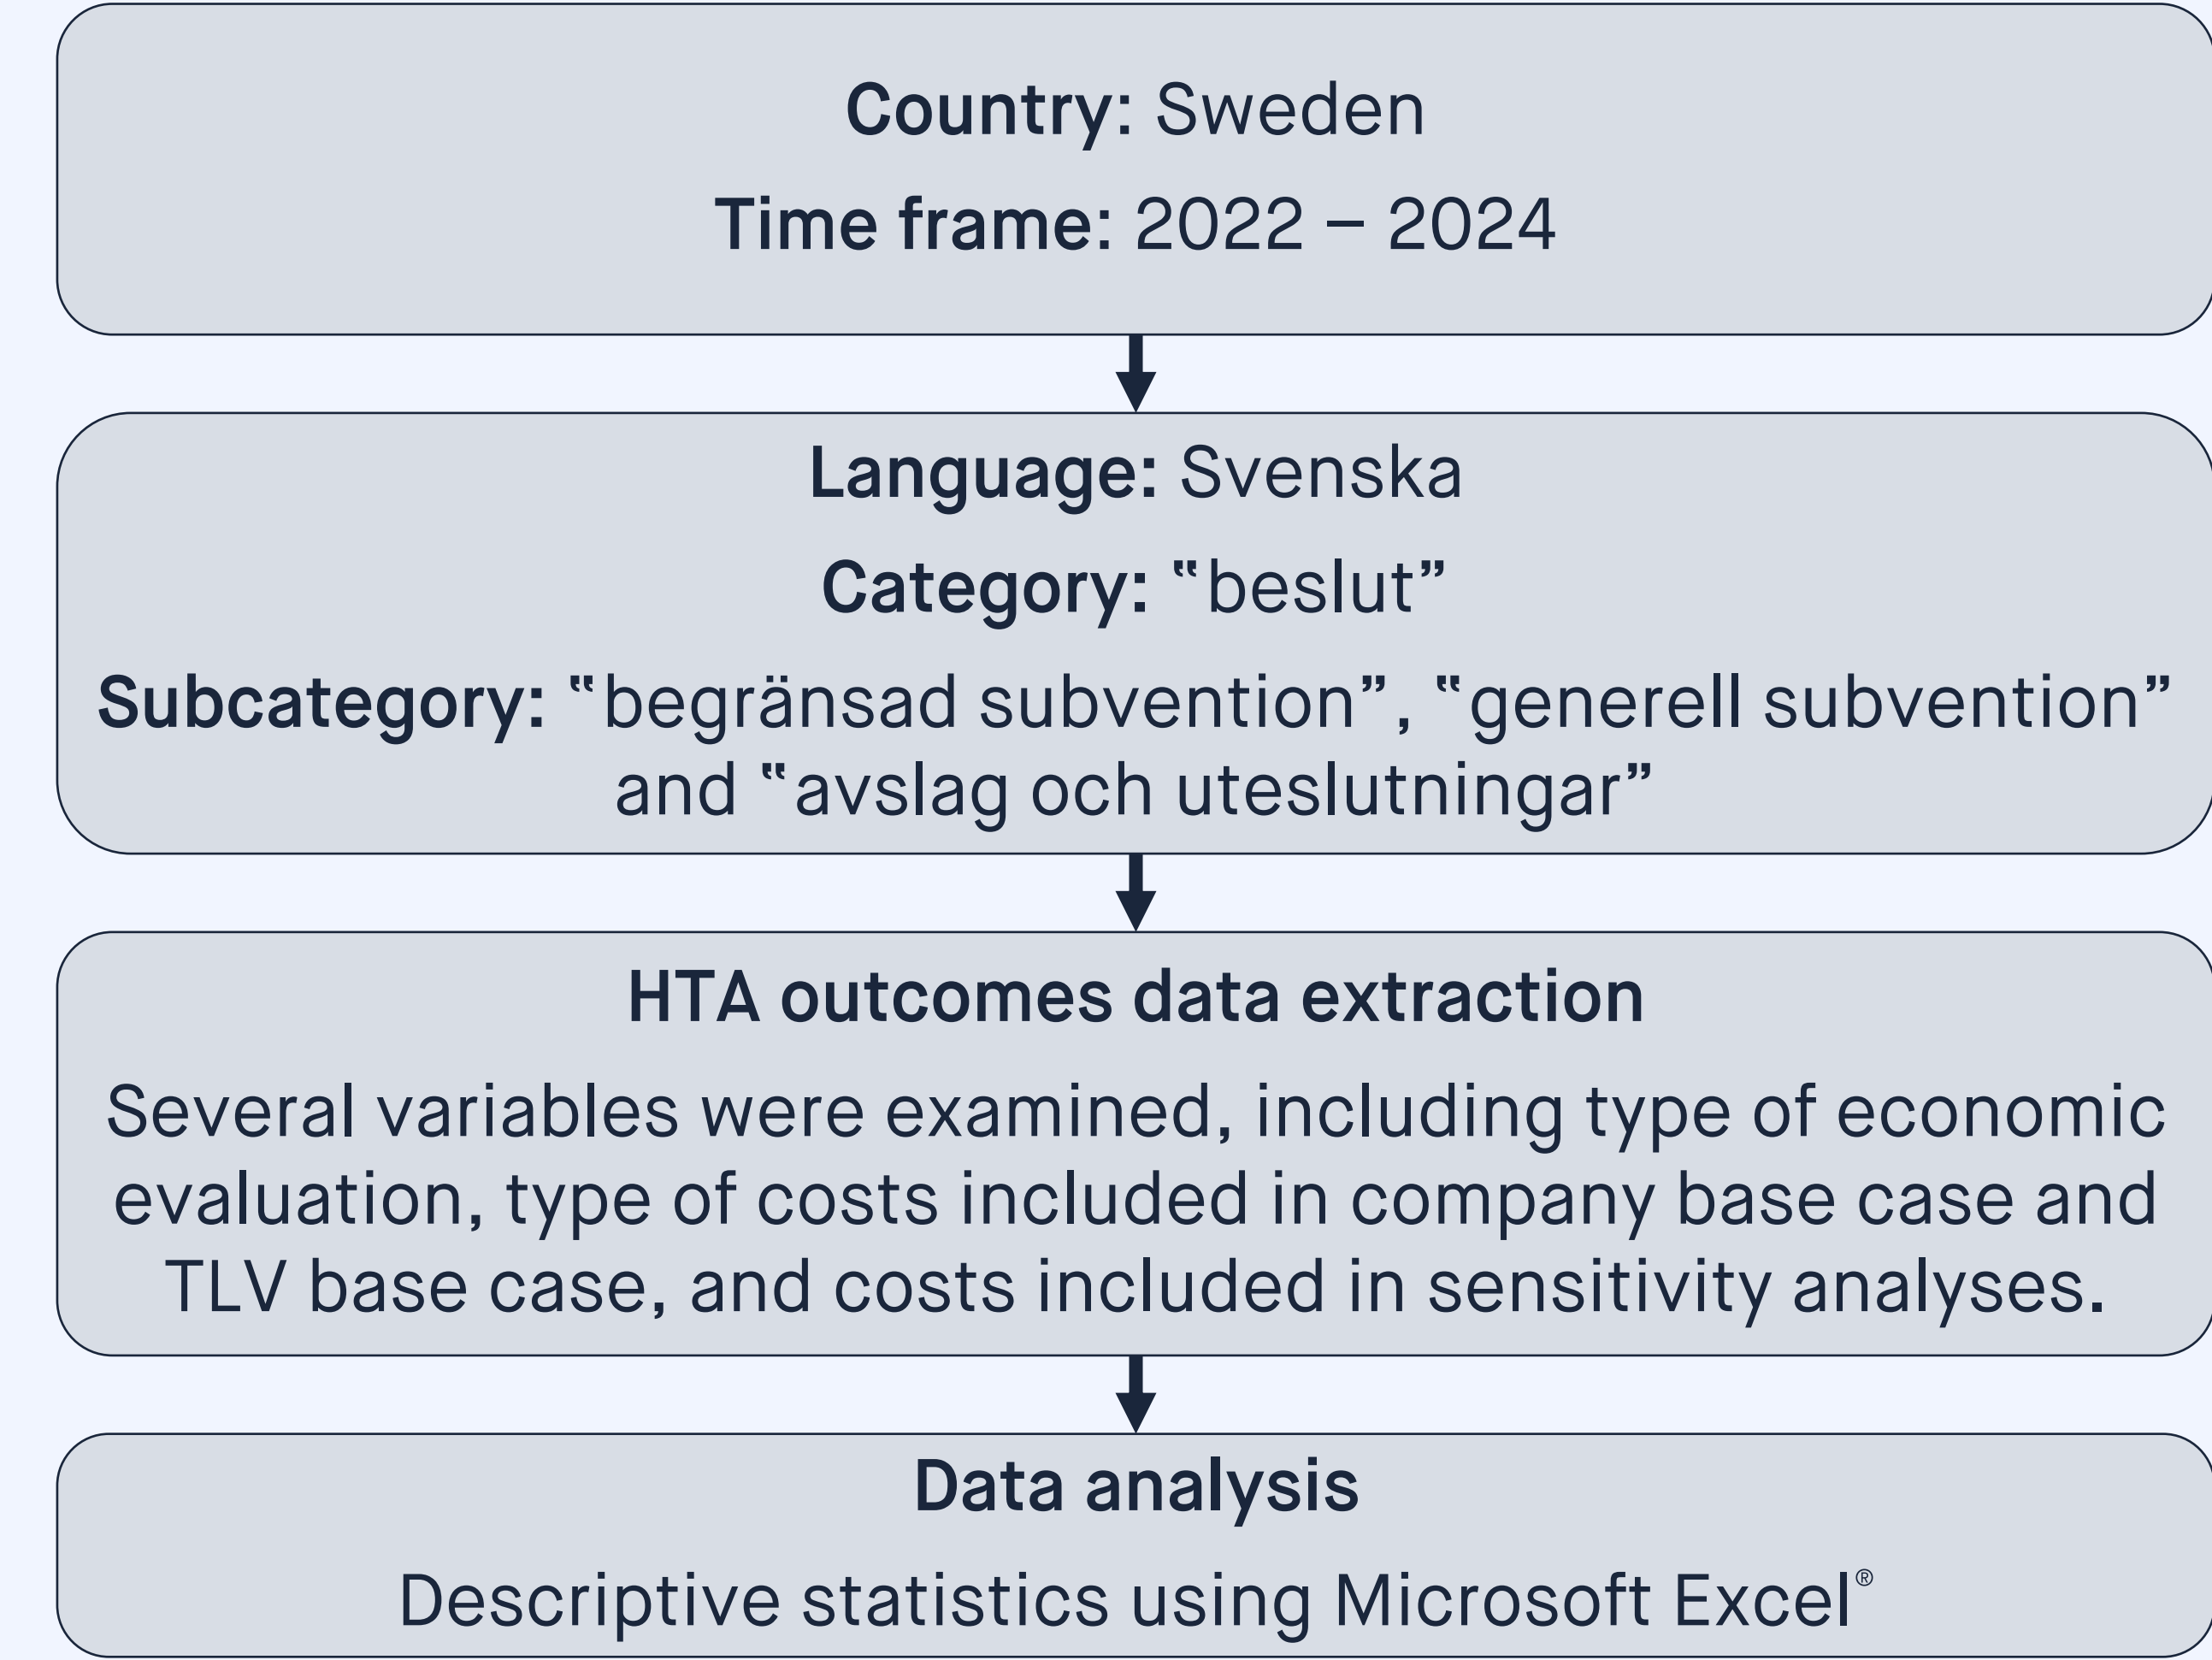 Country: Sweden
Time frame: 2022 – 2024
Language: Svenska
Category: “beslut”
Subcategory: “begränsad subvention”, “generell subvention”
and “avslag och uteslutningar”
HTA outcomes data extraction
Several variables were examined, including type of economic
evaluation, type of costs included in company base case and
TLV base case, and costs included in sensitivity analyses.
Data analysis
Descriptive statistics using Microsoft Excel®